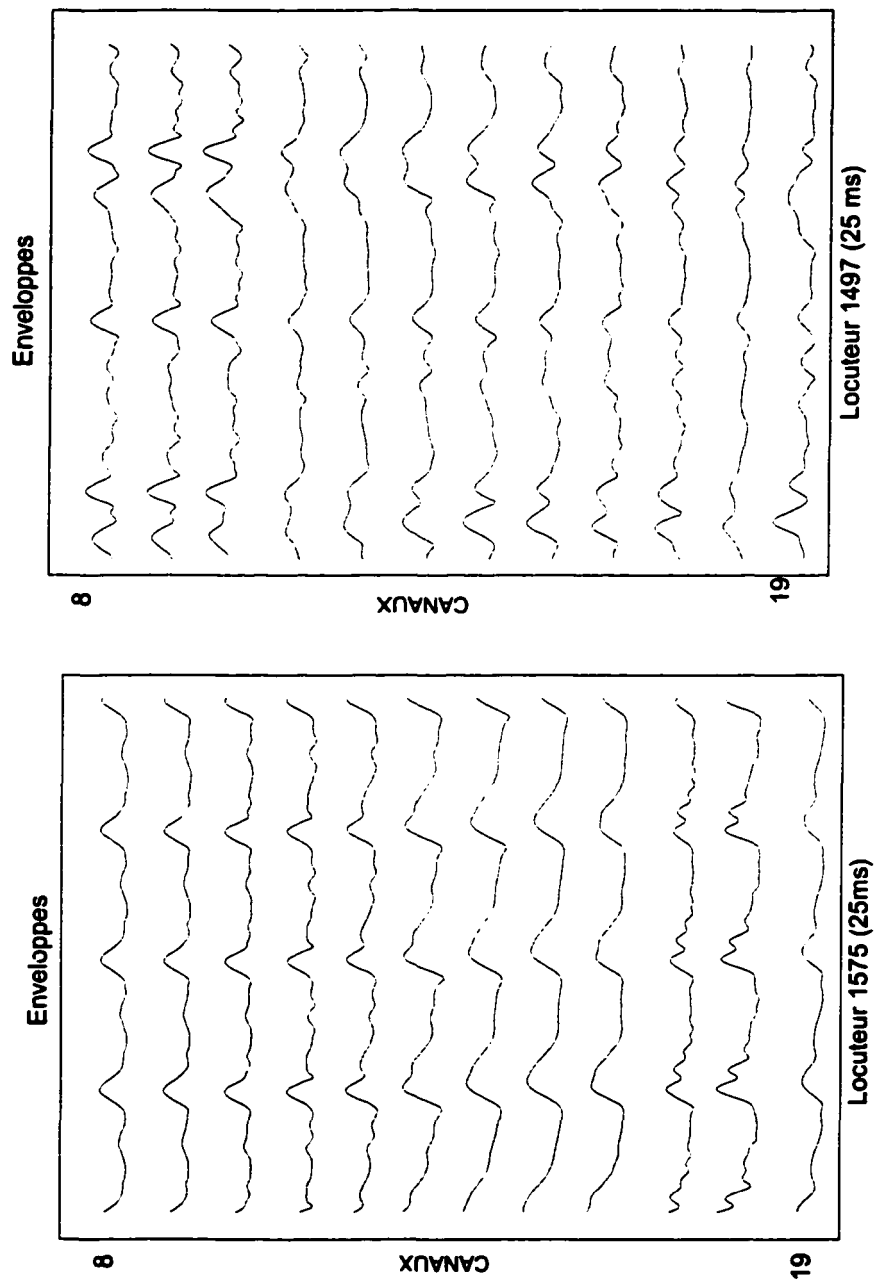 Enveloppes
8
CANAUX
19
Locuteur 1575 (25ms)
Enveloppes
8
CANAUX
19
Locuteur 1497 (25 ms)